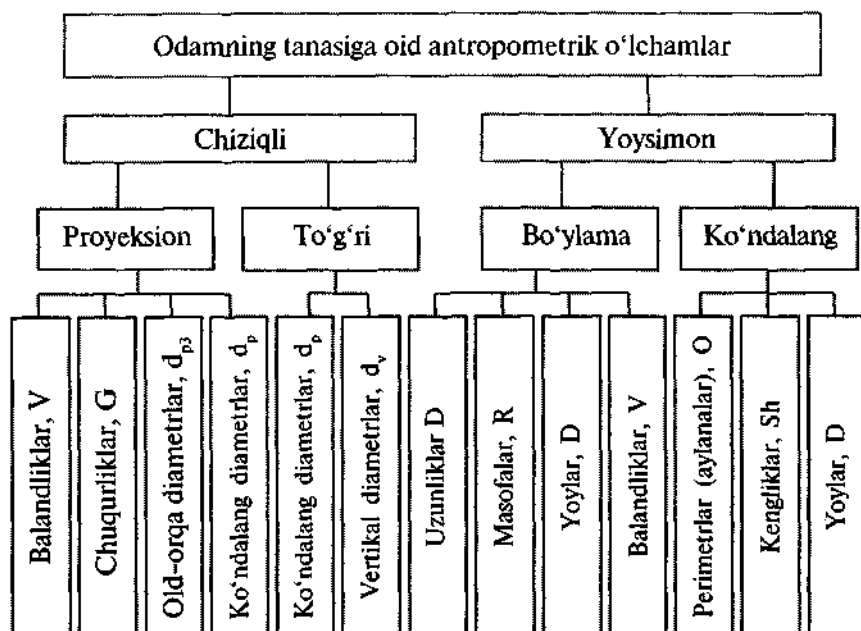 Odamning tanasiga oid antropometrik o‘lchamlar
Chiziqli
Yoysimon
Proyeksion
To‘g‘ri
Bo‘ylama
Ko‘ndalang
Balandliklar, V
Chuqurliklar, G
Old–orqa diametrlar, dₚ₃
Ko‘ndalang diametrlar, dₚ
Ko‘ndalang diametrlar, dₚ
Vertikal diametrlar, dᵥ
Uzunliklar D
Masofalar, R
Yoylar, D
Balandliklar, V
Perimetrlar (aylanalar), O
Kengliklar, Sh
Yoylar, D